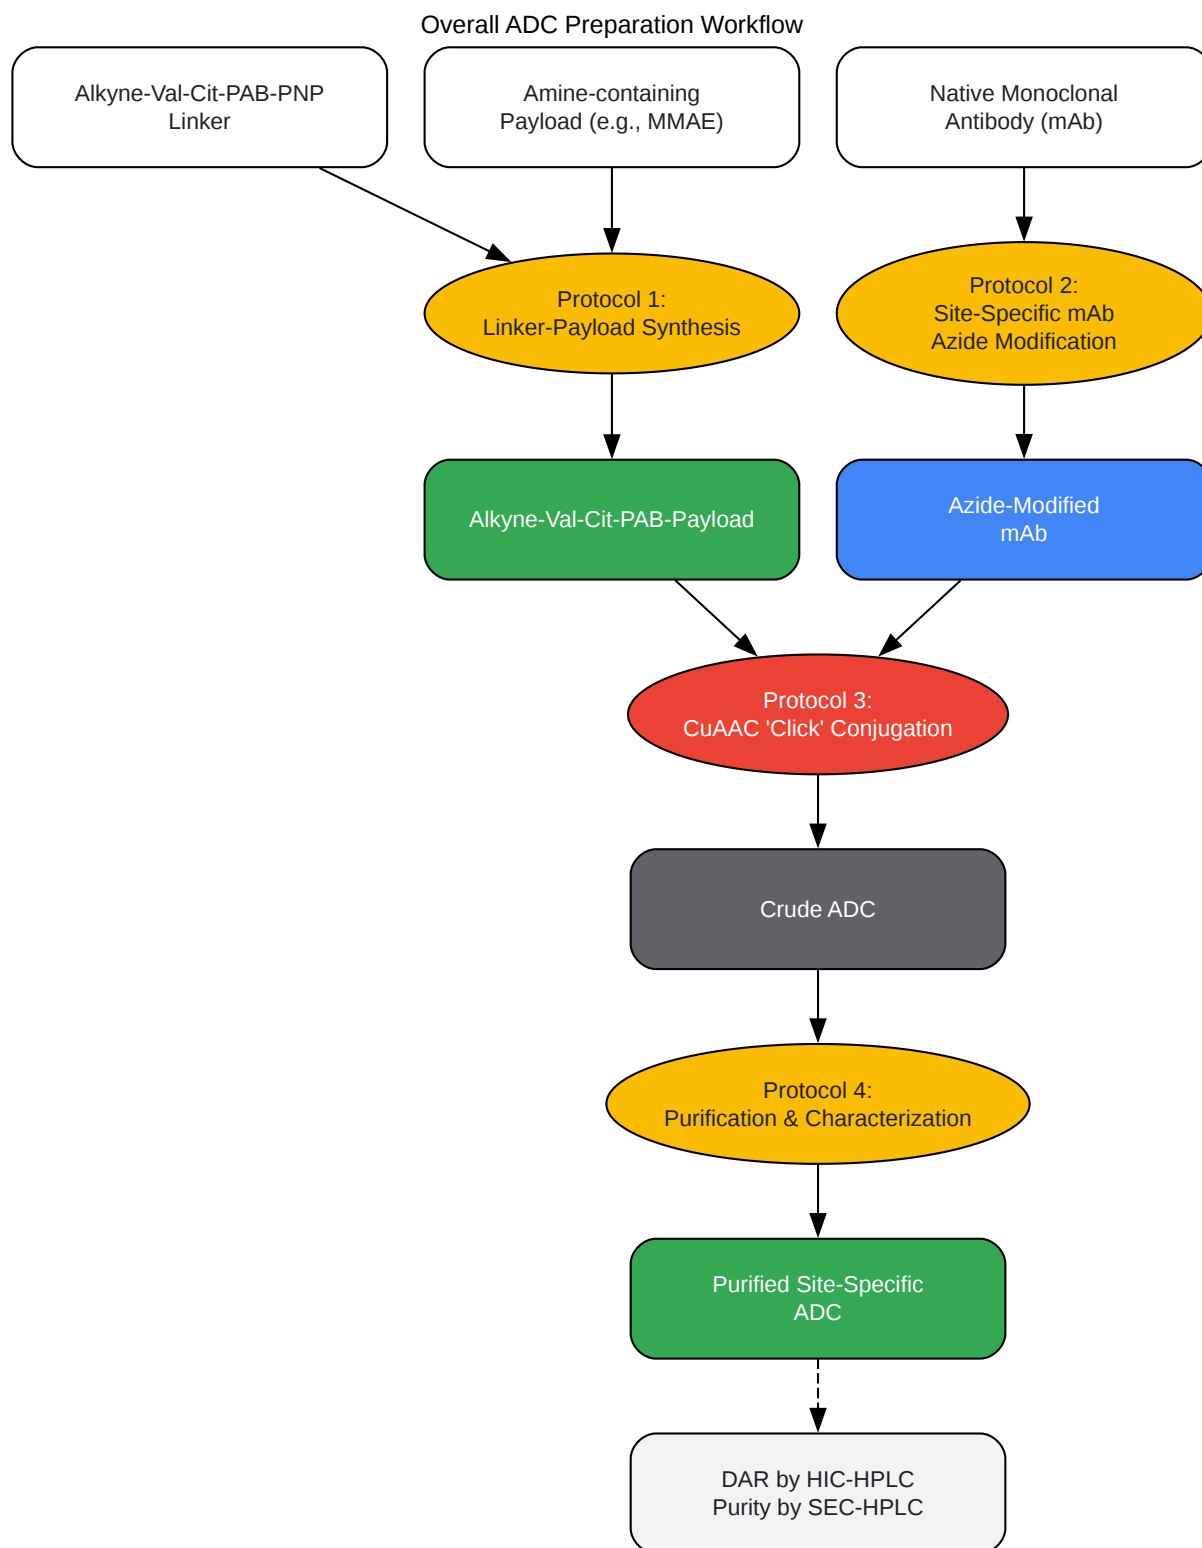 Overall ADC Preparation Workflow
Alkyne-Val-Cit-PAB-PNP
Linker
Amine-containing
Payload (e.g., MMAE)
Native Monoclonal
Antibody (mAb)
Protocol 1:
Linker-Payload Synthesis
Protocol 2:
Site-Specific mAb
Azide Modification
Alkyne-Val-Cit-PAB-Payload
Azide-Modified
mAb
Protocol 3:
CuAAC 'Click' Conjugation
Crude ADC
Protocol 4:
Purification & Characterization
Purified Site-Specific
ADC
DAR by HIC-HPLC
Purity by SEC-HPLC